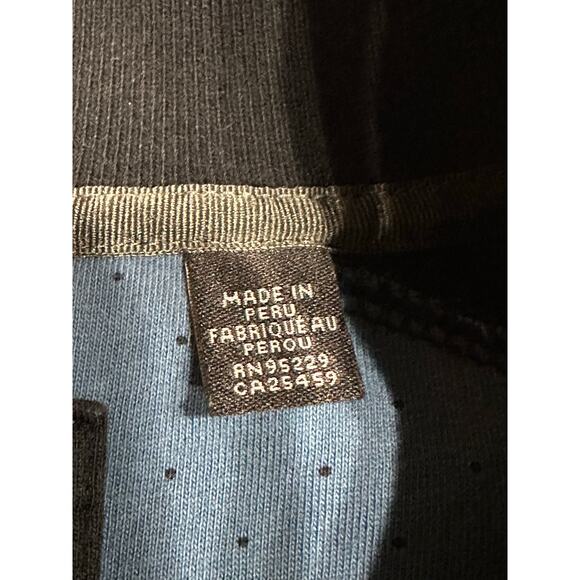 MADE IN
PERU
FABRIQUÉ AU
PEROU
RN95229
CA25459